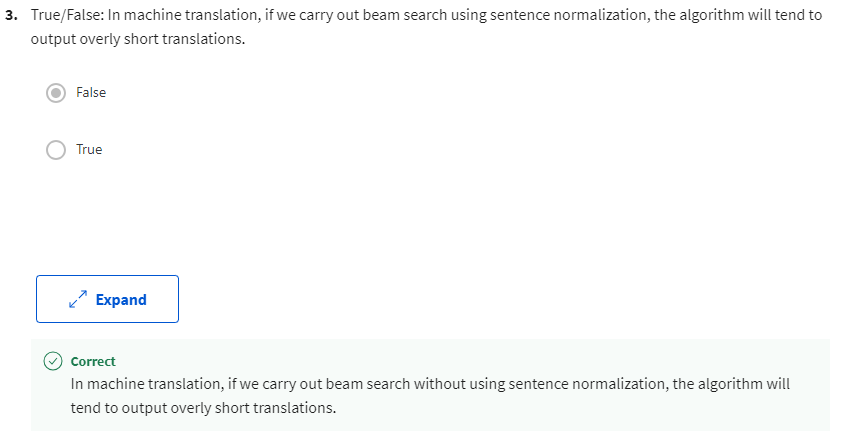 3. True/False: In machine translation, if we carry out beam search using sentence normalization, the algorithm will tend to
output overly short translations.
False
True
Expand
Correct
In machine translation, if we carry out beam search without using sentence normalization, the algorithm will
tend to output overly short translations.